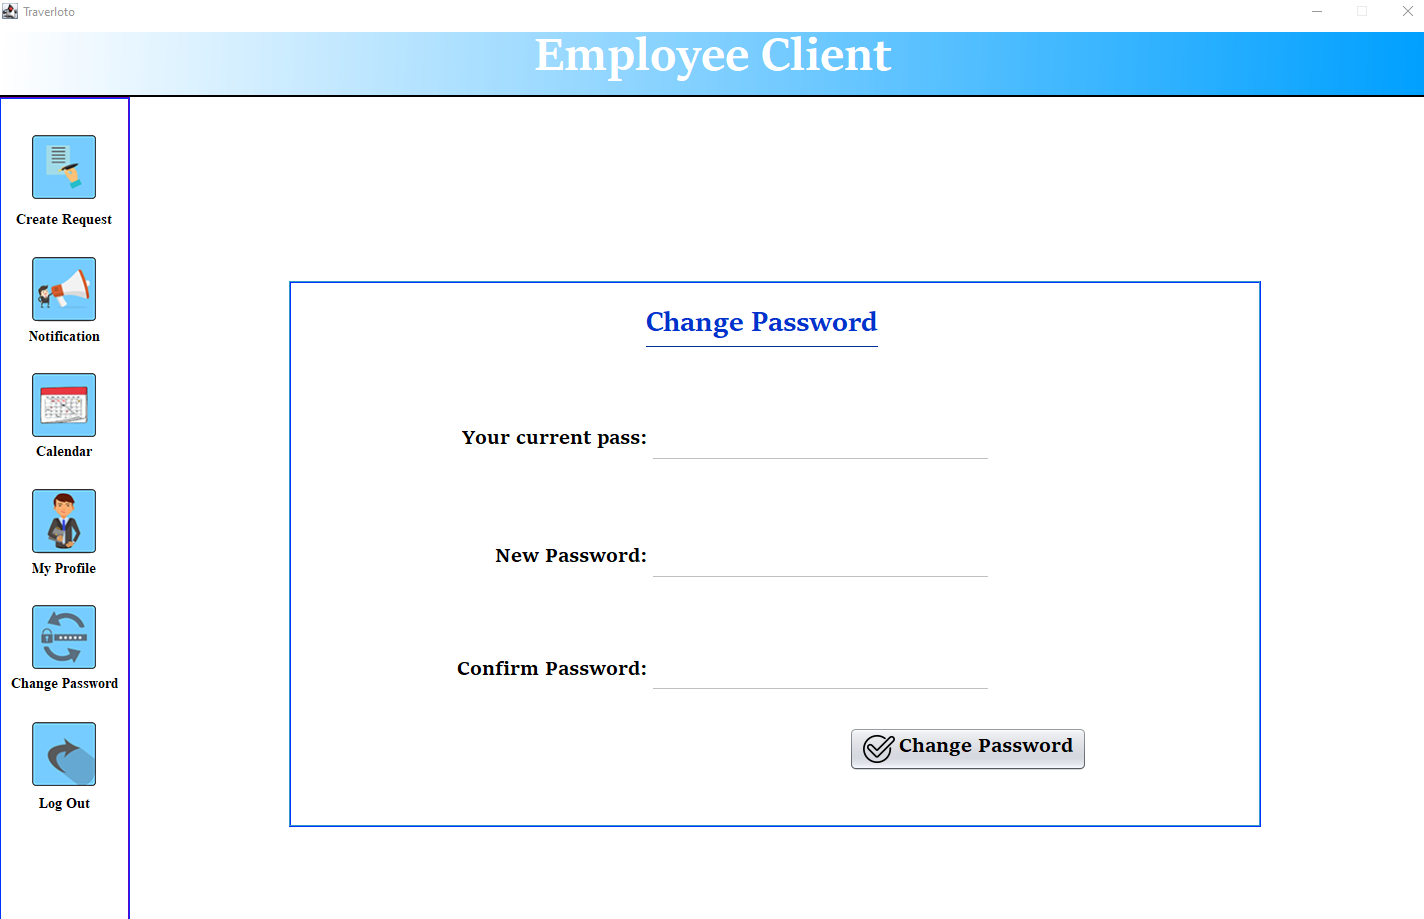 Traverloto
Employee Client
Create Request
Notification
Calendar
My Profile
Change Password
Log Out
Change Password
Your current pass:
New Password:
Confirm Password:
Change Password